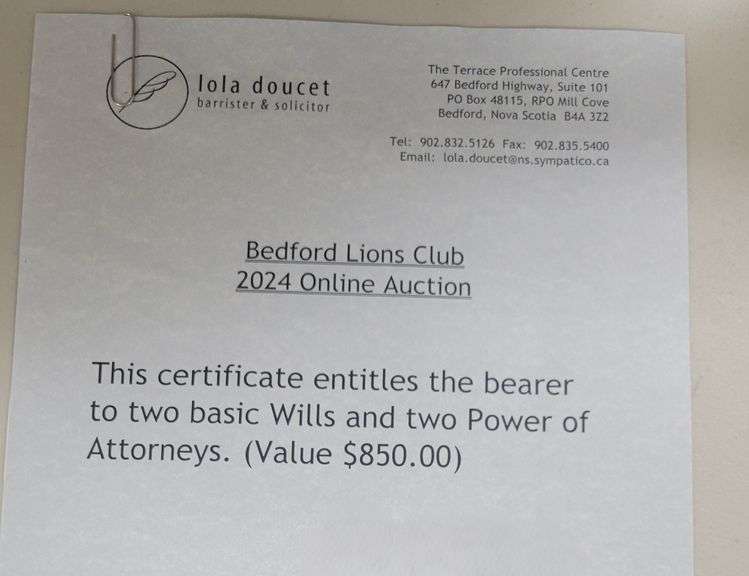 lola doucet
barrister & solicitor
The Terrace Professional Centre
647 Bedford Highway, Suite 101
PO Box 48115, RPO Mill Cove
Bedford, Nova Scotia B4A 3Z2
Tel: 902.832.5126 Fax: 902.835.5400
Email: lola.doucet@ns.sympatico.ca
Bedford Lions Club
2024 Online Auction
This certificate entitles the bearer
to two basic Wills and two Power of
Attorneys. (Value $850.00)